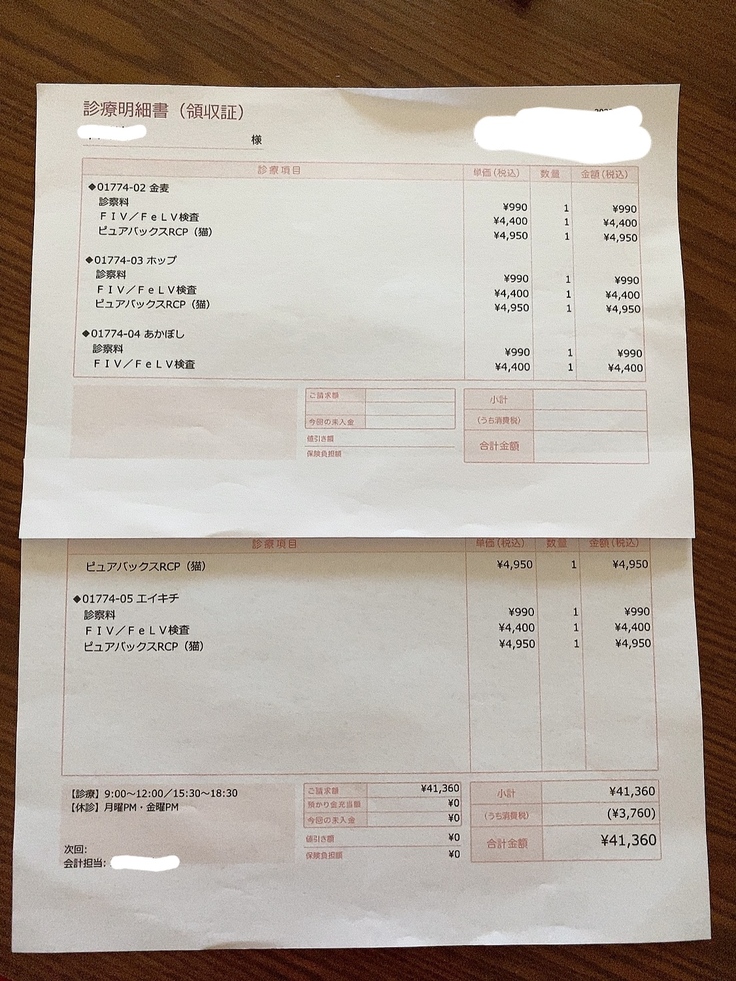 診療明細書（領収証）
様
診療項目 単価(税込) 数量 金額(税込)
◆01774-02 金麦
診察料 ¥990 1 ¥990
ＦＩＶ／ＦｅＬＶ検査 ¥4,400 1 ¥4,400
ピュアバックスRCP（猫） ¥4,950 1 ¥4,950
◆01774-03 ホップ
診察料 ¥990 1 ¥990
ＦＩＶ／ＦｅＬＶ検査 ¥4,400 1 ¥4,400
ピュアバックスRCP（猫） ¥4,950 1 ¥4,950
◆01774-04 あかぼし
診察料 ¥990 1 ¥990
ＦＩＶ／ＦｅＬＶ検査 ¥4,400 1 ¥4,400
ご請求額 小計
今回の未入金 (うち消費税)
値引き額 合計金額
保険負担額
診療項目 単価(税込) 数量 金額(税込)
ピュアバックスRCP（猫） ¥4,950 1 ¥4,950
◆01774-05 エイキチ
診察料 ¥990 1 ¥990
ＦＩＶ／ＦｅＬＶ検査 ¥4,400 1 ¥4,400
ピュアバックスRCP（猫） ¥4,950 1 ¥4,950
【診療】9:00～12:00／15:30～18:30
【休診】月曜PM・金曜PM
次回:
会計担当:
ご請求額 ¥41,360
預かり金充当額 ¥0
今回の未入金 ¥0
値引き額 ¥0
保険負担額 ¥0
小計 ¥41,360
(うち消費税) (¥3,760)
合計金額 ¥41,360